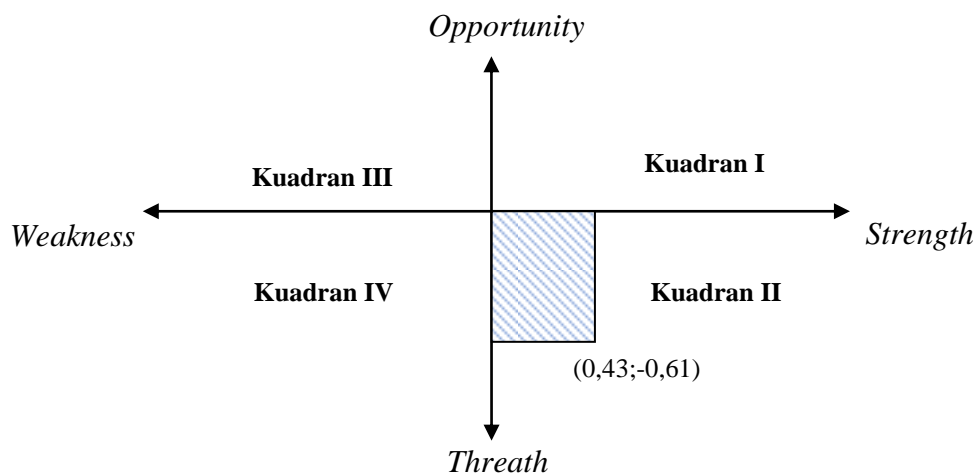 Opportunity
Kuadran III
Kuadran I
Weakness
Strength
Kuadran IV
Kuadran II
(0,43;-0,61)
Threath